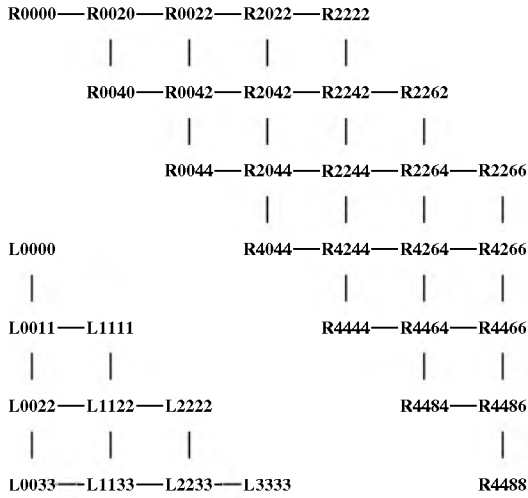 R0000 R0020 R0022 R2022 R2222
R0040 R0042 R2042 R2242 R2262
R0044 R2044 R2244 R2264 R2266
L0000 R4044 R4244 R4264 R4266
L0011 L1111 R4444 R4464 R4466
L0022 L1122 L2222 R4484 R4486
L0033 L1133 L2233 L3333 R4488